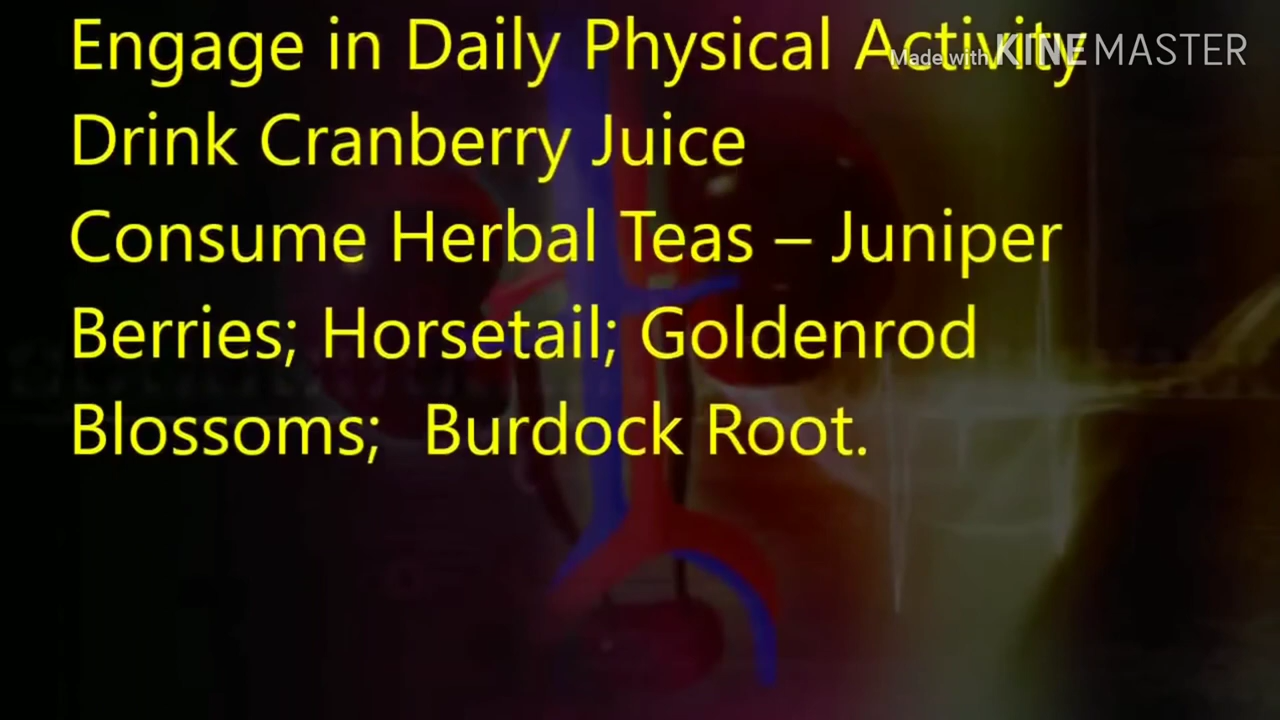 Engage in Daily Physical Activity
Made with KINEMASTER
Drink Cranberry Juice
Consume Herbal Teas – Juniper
Berries; Horsetail; Goldenrod
Blossoms;  Burdock Root.